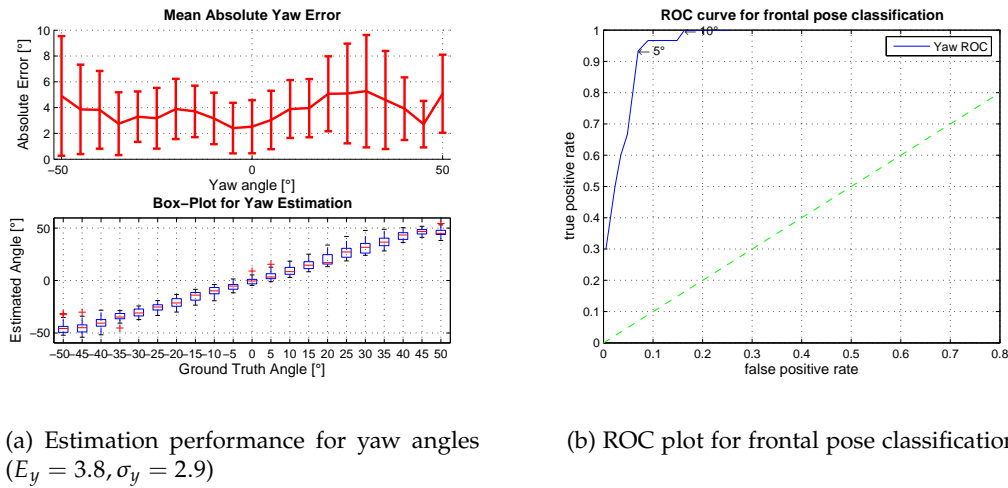 Mean Absolute Yaw Error
10
8
6
4
2
0
Absolute Error [°]
−50 0 50
Yaw angle [°]
Box−Plot for Yaw Estimation
50
0
−50
Estimated Angle [°]
−50−45−40−35−30−25−20−15−10−5 0 5 10 15 20 25 30 35 40 45 50
Ground Truth Angle [°]
(a) Estimation performance for yaw angles
(E_y = 3.8, σ_y = 2.9)
ROC curve for frontal pose classification
Yaw ROC
← 10°
← 5°
1
0.9
0.8
0.7
0.6
0.5
0.4
0.3
0.2
0.1
0
true positive rate
0 0.1 0.2 0.3 0.4 0.5 0.6 0.7 0.8
false positive rate
(b) ROC plot for frontal pose classification